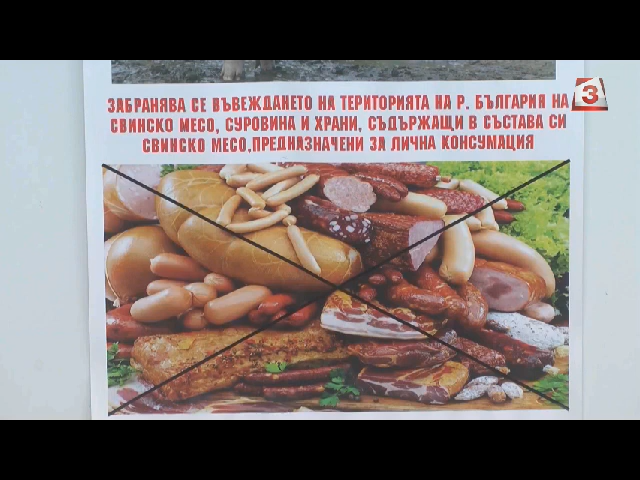 ЗАБРАНЯВА СЕ ВЪВЕЖДАНЕТО НА ТЕРИТОРИЯТА НА Р. БЪЛГАРИЯ НА
СВИНСКО МЕСО, СУРОВИНА И ХРАНИ, СЪДЪРЖАЩИ В СЪСТАВА СИ
СВИНСКО МЕСО,ПРЕДНАЗНАЧЕНИ ЗА ЛИЧНА КОНСУМАЦИЯ
3